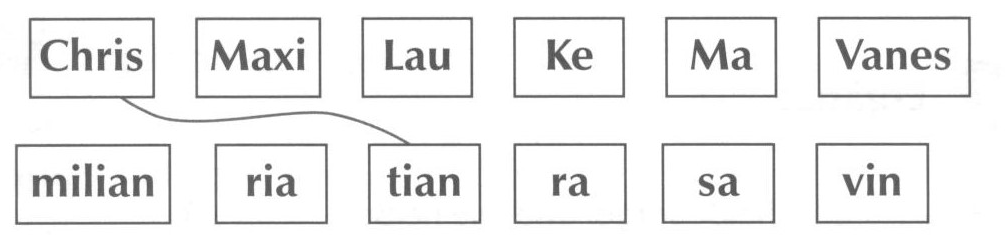 Chris Maxi Lau Ke Ma Vanes
milian ria tian ra sa vin